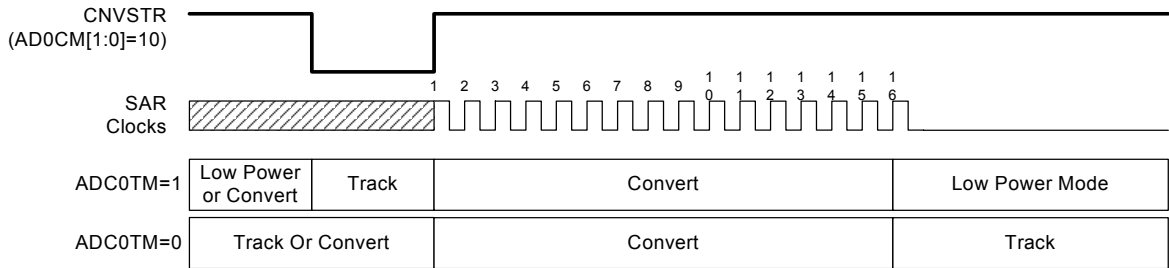 CNVSTR
(AD0CM[1:0]=10)
1 2 3 4 5 6 7 8 9 10 11 12 13 14 15 16
SAR
Clocks
ADC0TM=1
Low Power
or Convert
Track
Convert
Low Power Mode
ADC0TM=0
Track Or Convert
Convert
Track